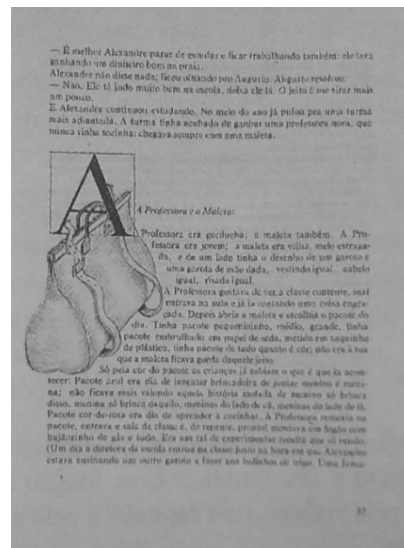 — É melhor Alexandre parar de estudar e ficar trabalhando também: ele tava
ganhando um dinheiro bom na praia.
Alexandre não disse nada; ficou olhando pro Augusto. Augusto resolveu:
— Não. Ele tá indo muito bem na escola, deixa ele lá. O jeito é me virar mais
um pouco.
E Alexandre continuou estudando. No meio do ano já pulou pra uma turma
mais adiantada. A turma tinha acabado de ganhar uma professora nova, que
nunca vinha sozinha: chegava sempre com uma maleta.
A
A Professora e a Maleta:
A Professora era gorducha; a maleta também. A Pro-
fessora era jovem; a maleta era velha, meio estraga-
da, e de um lado tinha o desenho de um garoto e
uma garota de mão dada, vestindo igual, cabelo
igual, risada igual.
A Professora gostava de ver a classe contente, mal
entrava na aula e já ia contando uma coisa engra-
çada. Depois abria a maleta e escolhia o pacote do
dia. Tinha pacote pequenininho, médio, grande, tinha
pacote embrulhado em papel de seda, metido em saquinho
de plástico, tinha pacote de tudo quanto é cor; não era à toa
que a maleta ficava gorda daquele jeito.
Só pela cor do pacote as crianças já sabiam o que é que ia acon-
tecer: Pacote azul era dia de inventar brincadeira de juntar menino e meni-
na; não ficava mais valendo aquela história mofada de menino só brinca
disso, menina só brinca daquilo, meninos do lado de cá, meninas do lado de lá.
Pacote cor-de-rosa era dia de aprender a cozinhar. A Professora remexia no
pacote, entrava e saía da classe e, de repente, pronto! montava um fogão com
bujãozinho de gás e tudo. Era um tal de experimentar receita que só vendo.
(Um dia a diretora da escola entrou na classe justo na hora em que Alexandre
estava ensinando um outro garoto a fazer uns bolinhos de trigo. Uma fuma-
37